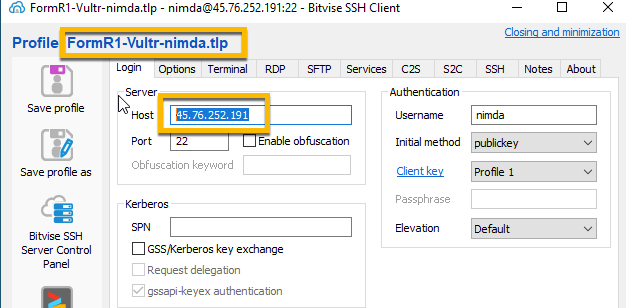 FormR1-Vultr-nimda.tlp - nimda@45.76.252.191:22 - Bitvise SSH Client
Profile FormR1-Vultr-nimda.tlp
Closing and minimization
Save profile
Save profile as
Bitvise SSH
Server Control
Panel
Login Options Terminal RDP SFTP Services C2S S2C SSH Notes About
Server
Host 45.76.252.191
Port 22 Enable obfuscation
Obfuscation keyword
Kerberos
SPN
GSS/Kerberos key exchange
Request delegation
gssapi-keyex authentication
Authentication
Username nimda
Initial method publickey
Client key Profile 1
Passphrase
Elevation Default